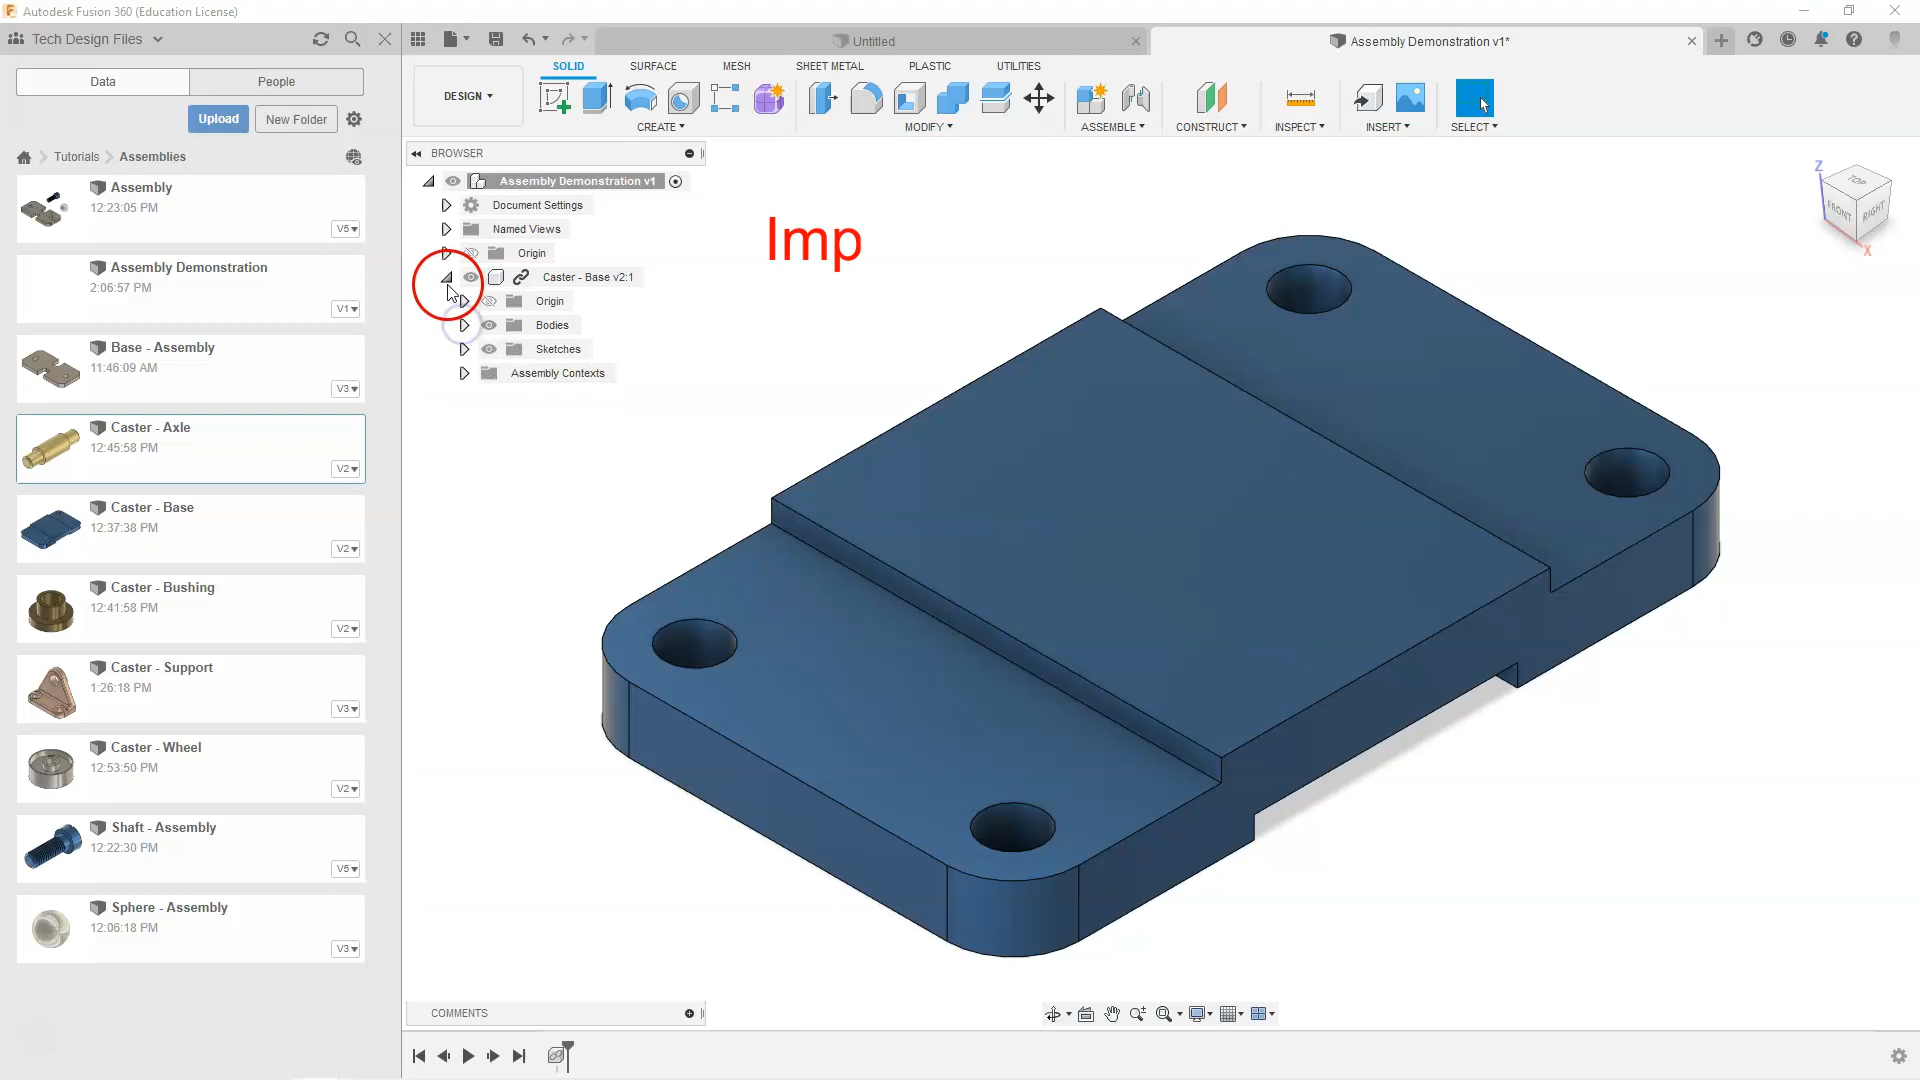 Autodesk Fusion 360 (Education License)
Tech Design Files
Data
People
Upload
New Folder
Tutorials
Assemblies
Assembly
12:23:05 PM
V5
Assembly Demonstration
2:06:57 PM
V1
Base - Assembly
11:46:09 AM
V3
Caster - Axle
12:45:58 PM
V2
Caster - Base
12:37:38 PM
V2
Caster - Bushing
12:41:58 PM
V2
Caster - Support
1:26:18 PM
V3
Caster - Wheel
12:53:50 PM
V2
Shaft - Assembly
12:22:30 PM
V5
Sphere - Assembly
12:06:18 PM
V3
Untitled
Assembly Demonstration v1*
DESIGN
SOLID
SURFACE
MESH
SHEET METAL
PLASTIC
UTILITIES
CREATE
MODIFY
ASSEMBLE
CONSTRUCT
INSPECT
INSERT
SELECT
BROWSER
Assembly Demonstration v1
Document Settings
Named Views
Origin
Caster - Base v2:1
Origin
Bodies
Sketches
Assembly Contexts
Imp
Z
TOP
FRONT
RIGHT
X
COMMENTS